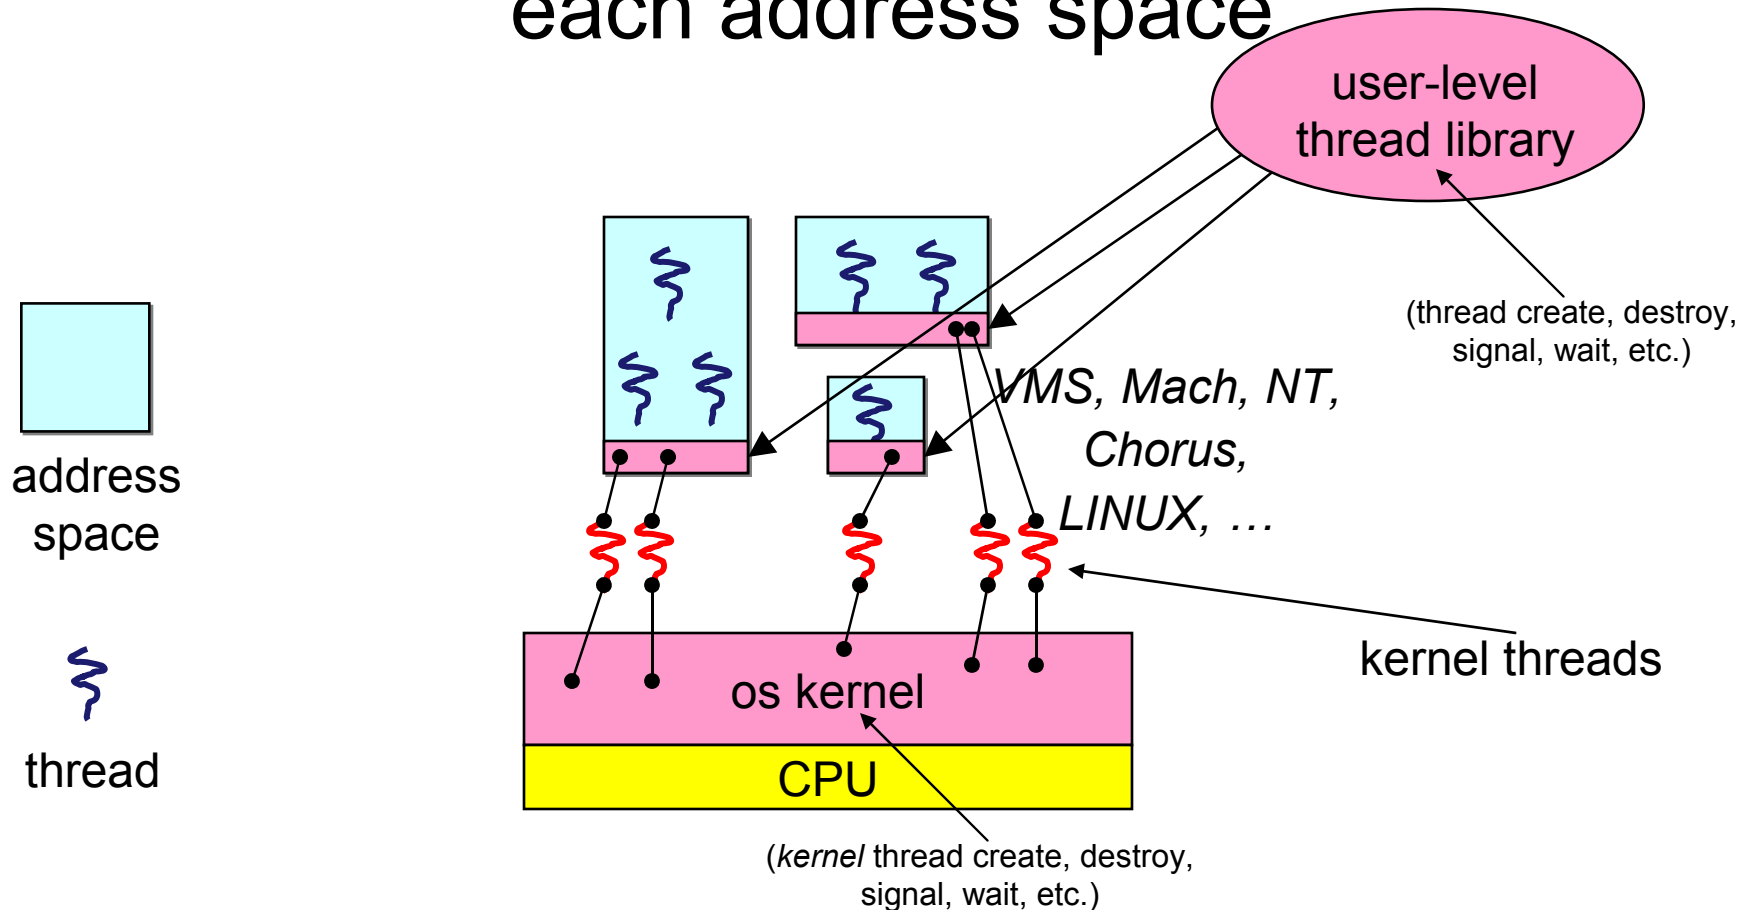 each address space
user-level
thread library
(thread create, destroy,
signal, wait, etc.)
VMS, Mach, NT,
Chorus,
LINUX, …
address
space
kernel threads
os kernel
thread
CPU
(kernel thread create, destroy,
signal, wait, etc.)